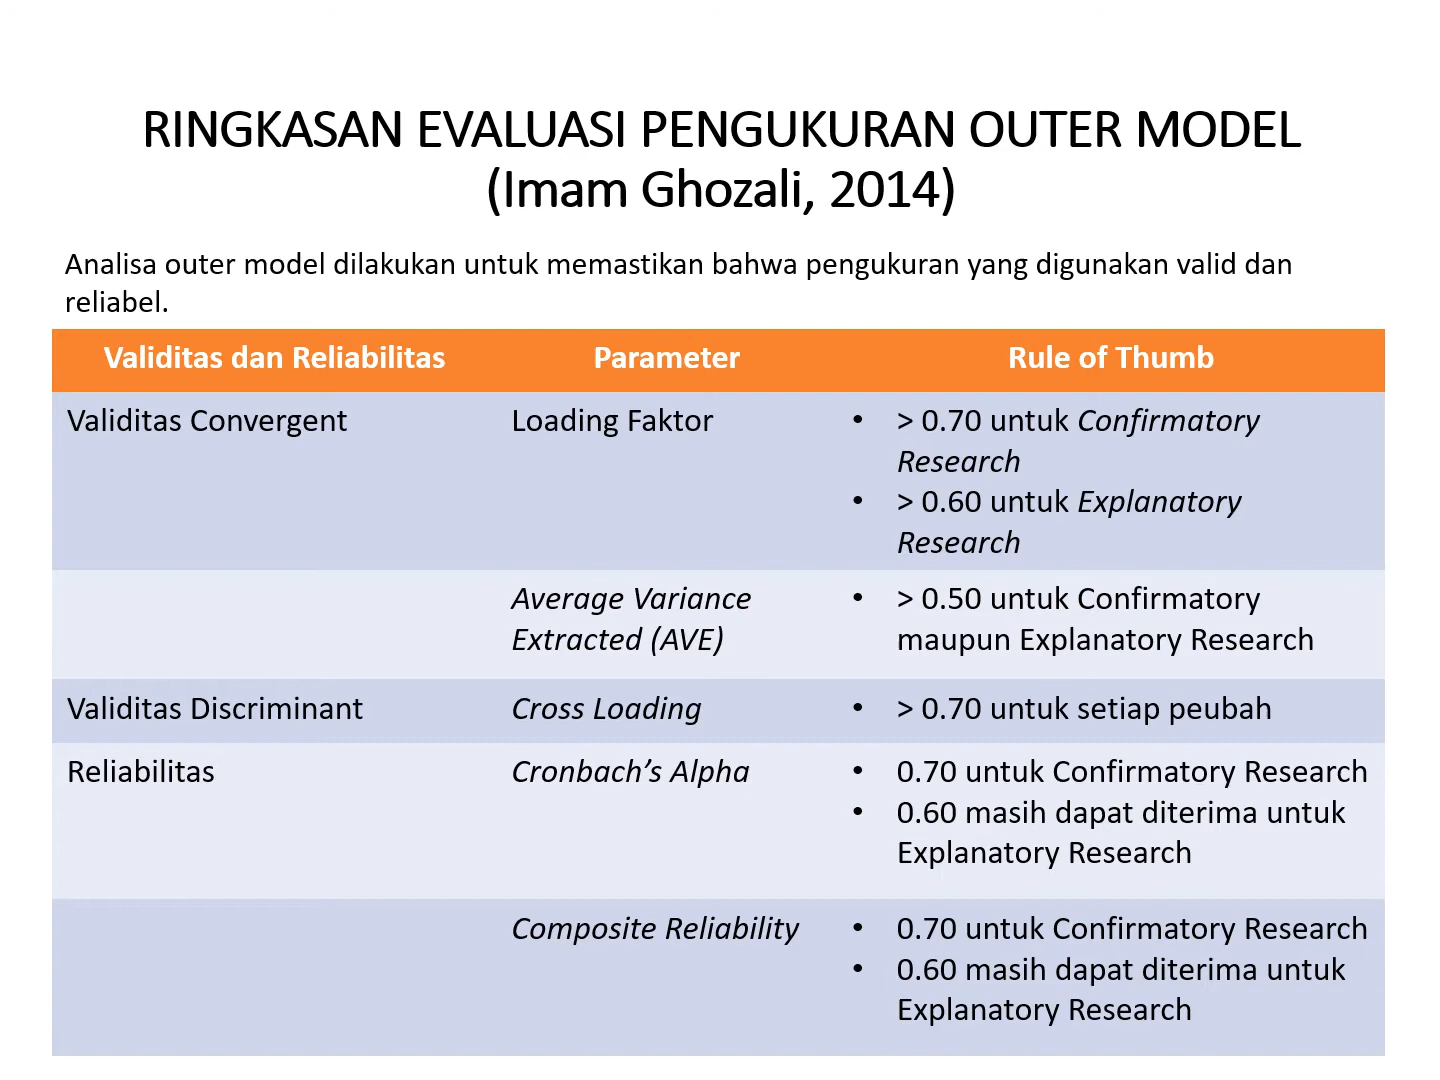 RINGKASAN EVALUASI PENGUKURAN OUTER MODEL
(Imam Ghozali, 2014)
Analisa outer model dilakukan untuk memastikan bahwa pengukuran yang digunakan valid dan
reliabel.
Validitas dan Reliabilitas Parameter Rule of Thumb
Validitas Convergent Loading Faktor • > 0.70 untuk Confirmatory
Research
• > 0.60 untuk Explanatory
Research
Average Variance • > 0.50 untuk Confirmatory
Extracted (AVE) maupun Explanatory Research
Validitas Discriminant Cross Loading • > 0.70 untuk setiap peubah
Reliabilitas Cronbach’s Alpha • 0.70 untuk Confirmatory Research
• 0.60 masih dapat diterima untuk
Explanatory Research
Composite Reliability • 0.70 untuk Confirmatory Research
• 0.60 masih dapat diterima untuk
Explanatory Research